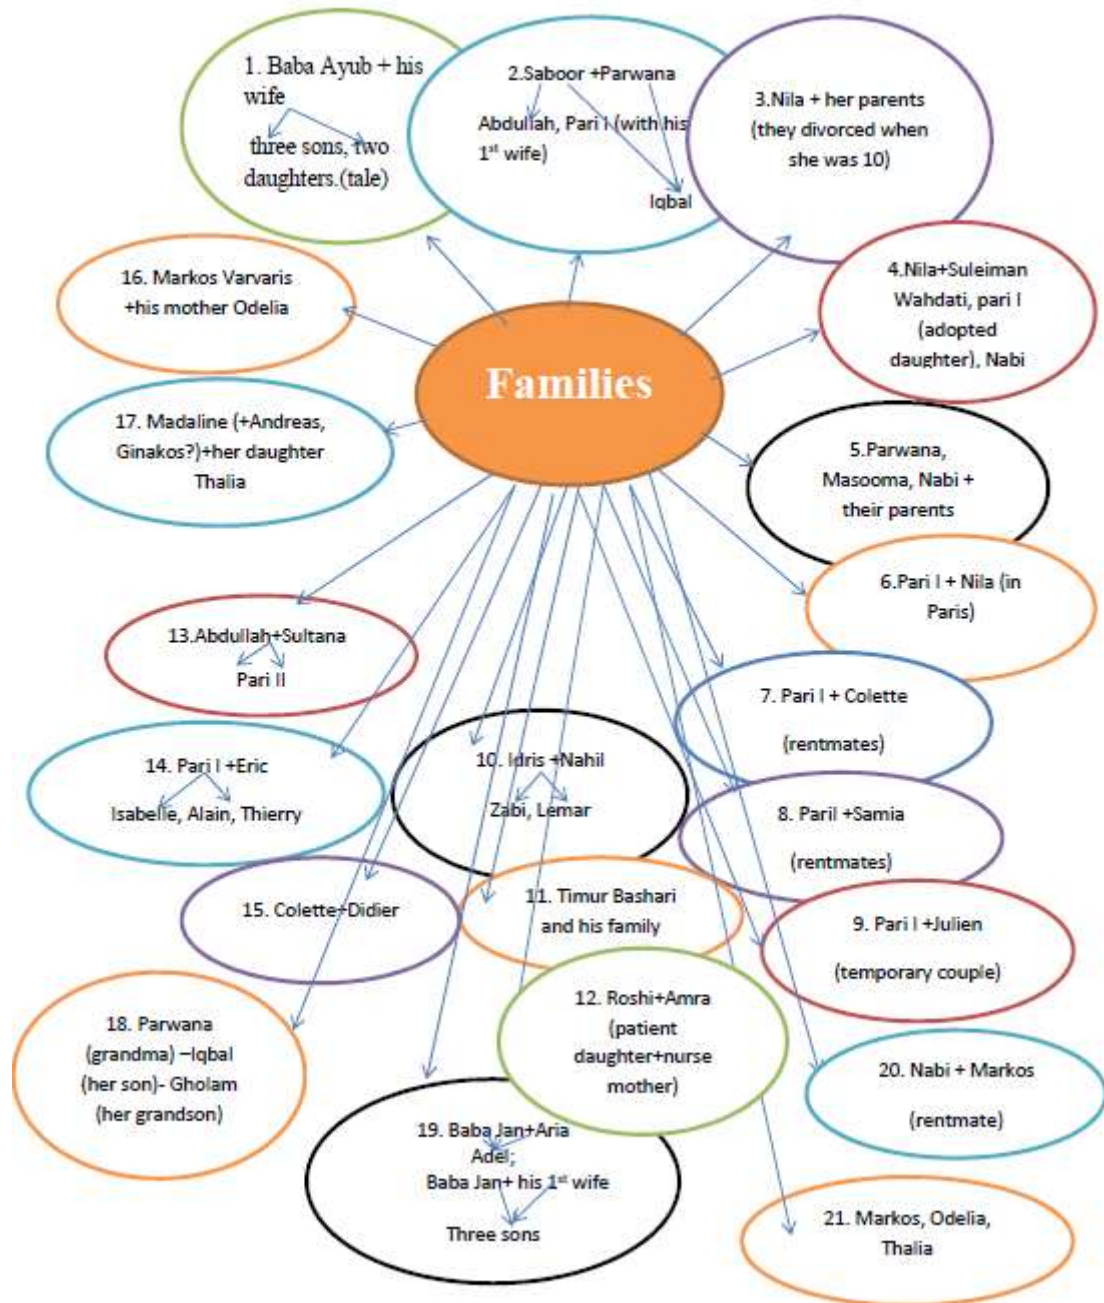 1. Baba Ayub + his
wife
three sons, two
daughters.(tale)
2.Saboor +Parwana
Abdullah, Pari I (with his
1st wife)
Iqbal
3.Nila + her parents
(they divorced when
she was 10)
16. Markos Varvaris
+his mother Odelia
4.Nila+Suleiman
Wahdati, pari I
(adopted
daughter), Nabi
Families
17. Madaline (+Andreas,
Ginakos?)+her daughter
Thalia
5.Parwana,
Masooma, Nabi +
their parents
6.Pari I + Nila (in
Paris)
13.Abdullah+Sultana
Pari II
7. Pari I + Colette
(rentmates)
14. Pari I +Eric
Isabelle, Alain, Thierry
10. Idris +Nahil
Zabi, Lemar
8. PariI +Samia
(rentmates)
15. Colette+Didier
11. Timur Bashari
and his family
9. Pari I +Julien
(temporary couple)
18. Parwana
(grandma) –Iqbal
(her son)- Gholam
(her grandson)
12. Roshi+Amra
(patient
daughter+nurse
mother)
20. Nabi + Markos
(rentmate)
19. Baba Jan+Aria
Adel;
Baba Jan+ his 1st wife
Three sons
21. Markos, Odelia,
Thalia